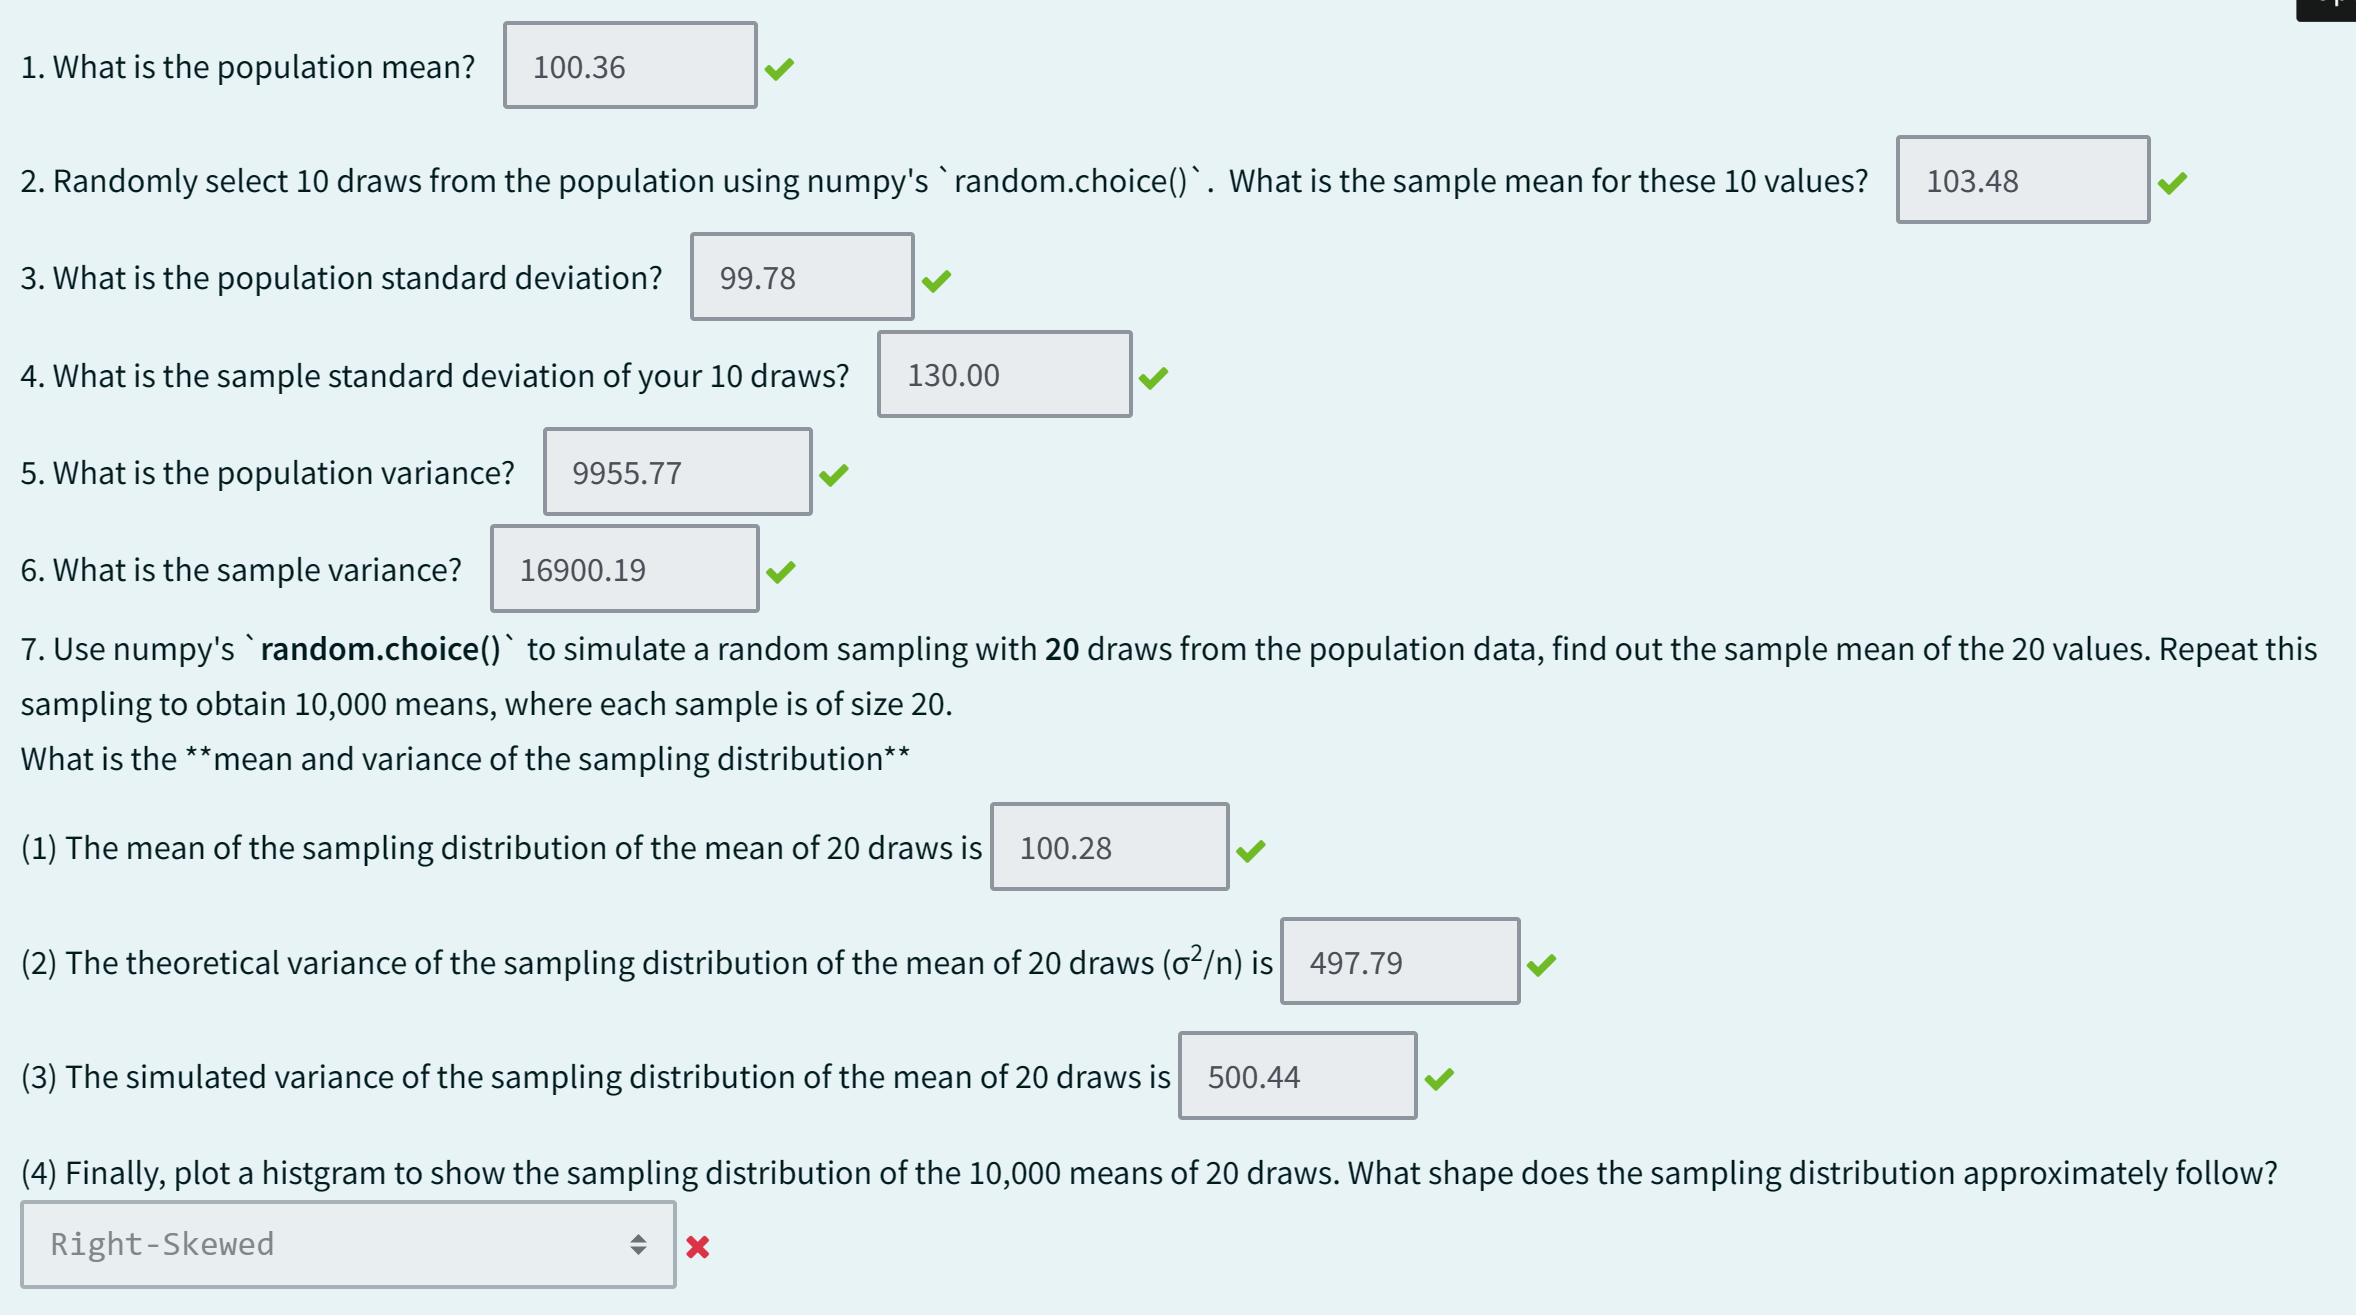 1. What is the population mean? 100.36
2. Randomly select 10 draws from the population using numpy's `random.choice()`. What is the sample mean for these 10 values? 103.48
3. What is the population standard deviation? 99.78
4. What is the sample standard deviation of your 10 draws? 130.00
5. What is the population variance? 9955.77
6. What is the sample variance? 16900.19
7. Use numpy's `random.choice()` to simulate a random sampling with 20 draws from the population data, find out the sample mean of the 20 values. Repeat this
sampling to obtain 10,000 means, where each sample is of size 20.
What is the **mean and variance of the sampling distribution**
(1) The mean of the sampling distribution of the mean of 20 draws is 100.28
(2) The theoretical variance of the sampling distribution of the mean of 20 draws (σ²/n) is 497.79
(3) The simulated variance of the sampling distribution of the mean of 20 draws is 500.44
(4) Finally, plot a histgram to show the sampling distribution of the 10,000 means of 20 draws. What shape does the sampling distribution approximately follow?
Right-Skewed